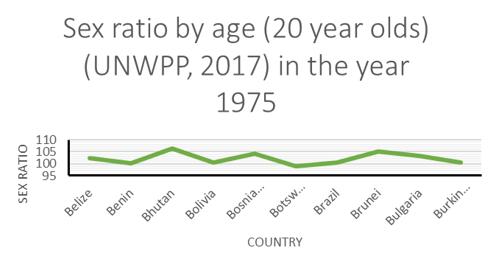 Sex ratio by age (20 year olds)
(UNWPP, 2017) in the year
1975
110
105
100
95
SEX RATIO
Belize
Benin
Bhutan
Bolivia
Bosnia...
Botsw...
Brazil
Brunei
Bulgaria
Burkin...
COUNTRY